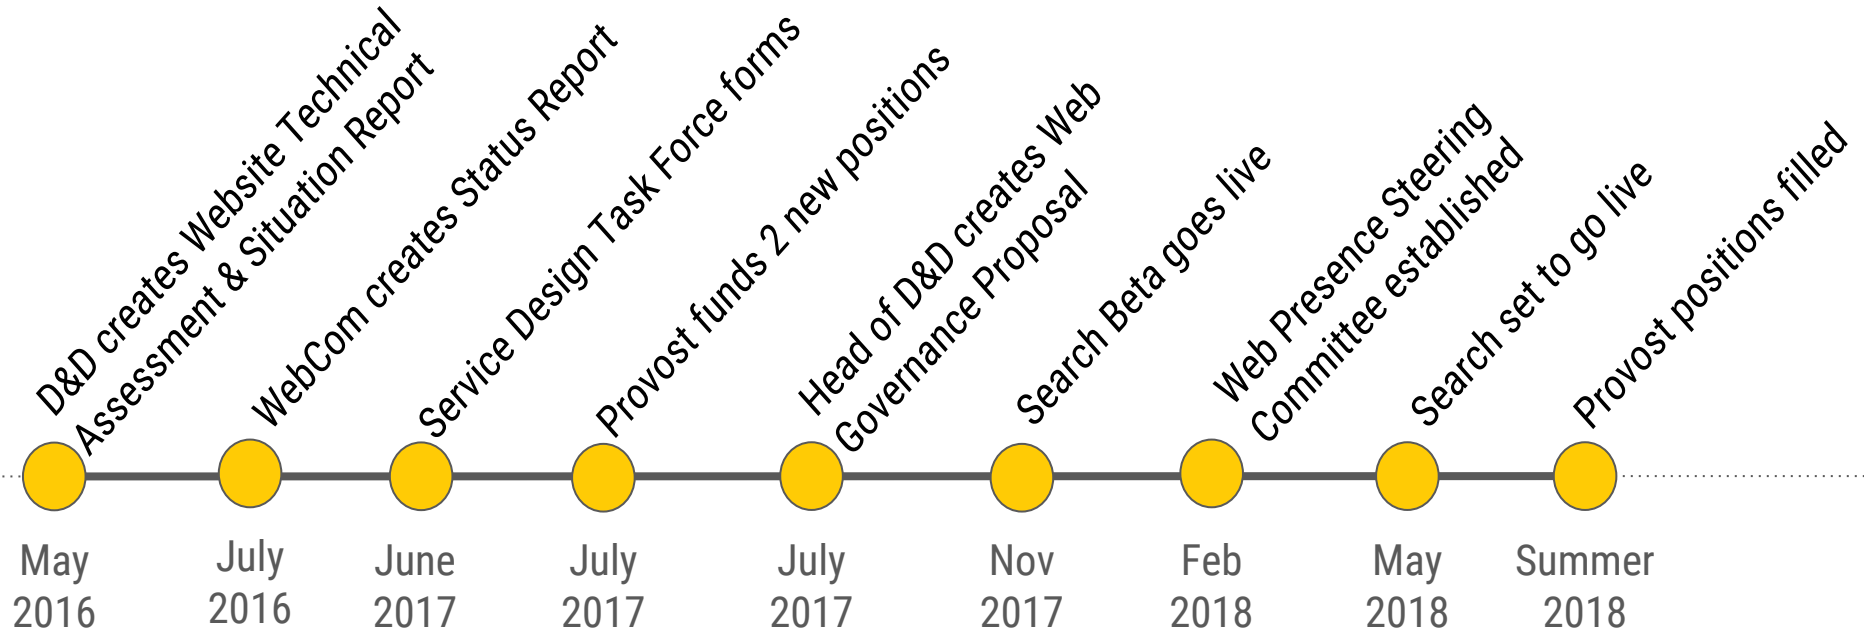 D&D creates Website Technical
Assessment & Situation Report
WebCom creates Status Report
Service Design Task Force forms
Provost funds 2 new positions
Head of D&D creates Web
Governance Proposal
Search Beta goes live
Web Presence Steering
Committee established
Search set to go live
Provost positions filled
May
2016
July
2016
June
2017
July
2017
July
2017
Nov
2017
Feb
2018
May
2018
Summer
2018